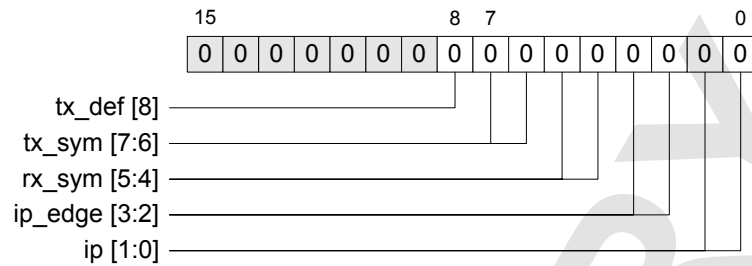 15 8 7 0
0 0 0 0 0 0 0 0 0 0 0 0 0 0 0 0
tx_def [8]
tx_sym [7:6]
rx_sym [5:4]
ip_edge [3:2]
ip [1:0]